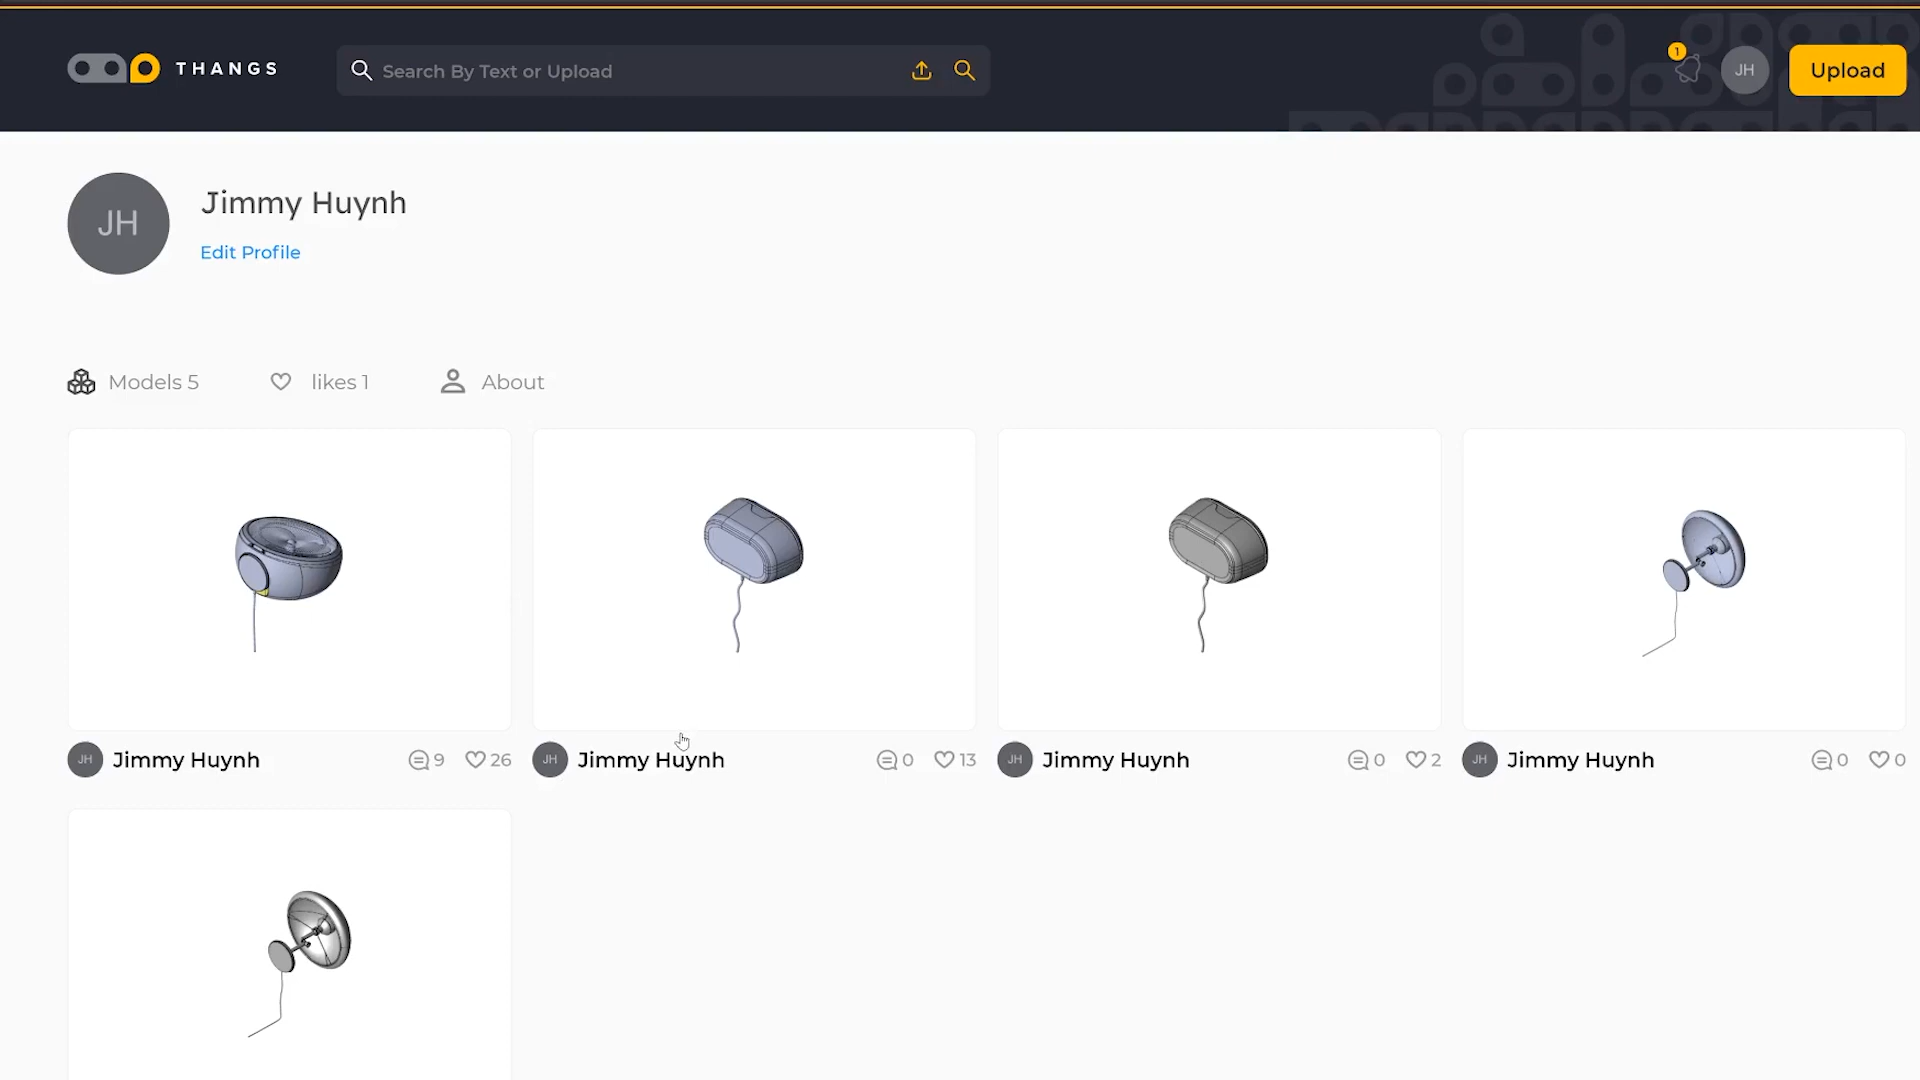 THANGS
Search By Text or Upload
1
JH
Upload
JH
Jimmy Huynh
Edit Profile
Models 5
likes 1
About
JH
Jimmy Huynh
9
26
JH
Jimmy Huynh
0
13
JH
Jimmy Huynh
0
2
JH
Jimmy Huynh
0
0